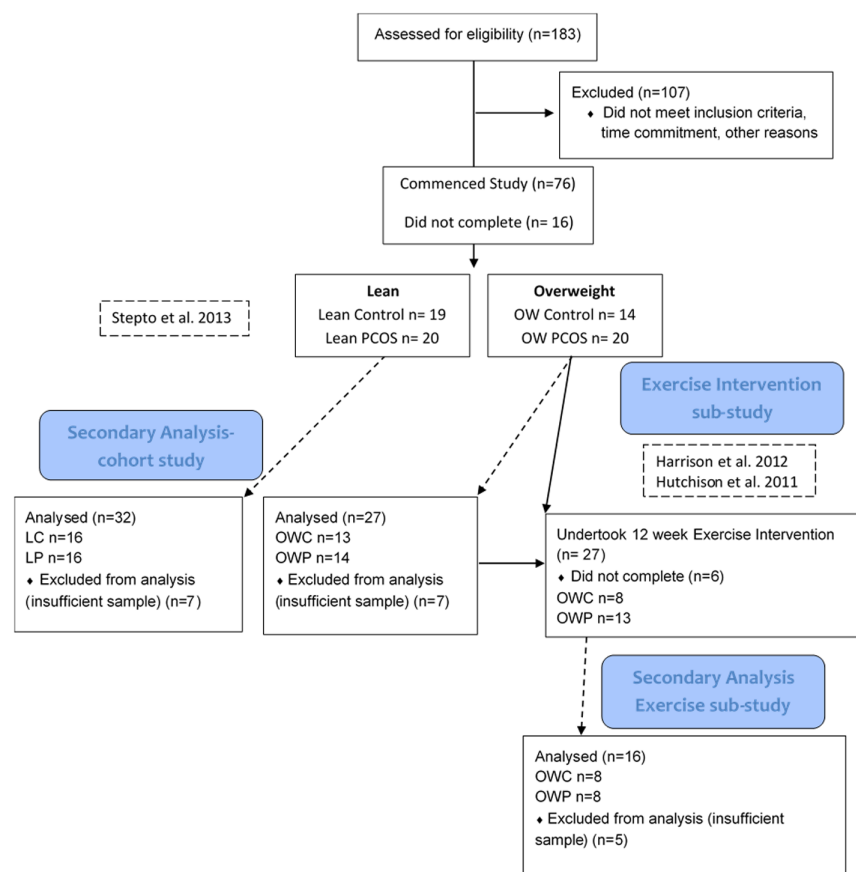 Assessed for eligibility (n=183)
Excluded (n=107)
♦ Did not meet inclusion criteria,
time commitment, other reasons
Commenced Study (n=76)
Did not complete (n= 16)
Lean
Lean Control n= 19
Lean PCOS n= 20
Overweight
OW Control n= 14
OW PCOS n= 20
Stepto et al. 2013
Exercise Intervention
sub-study
Secondary Analysis-
cohort study
Harrison et al. 2012
Hutchison et al. 2011
Analysed (n=32)
LC n=16
LP n=16
♦ Excluded from analysis
(insufficient sample) (n=7)
Analysed (n=27)
OWC n=13
OWP n=14
♦ Excluded from analysis
(insufficient sample) (n=7)
Undertook 12 week Exercise Intervention
(n= 27)
♦ Did not complete (n=6)
OWC n=8
OWP n=13
Secondary Analysis
Exercise sub-study
Analysed (n=16)
OWC n=8
OWP n=8
♦ Excluded from analysis (insufficient
sample) (n=5)